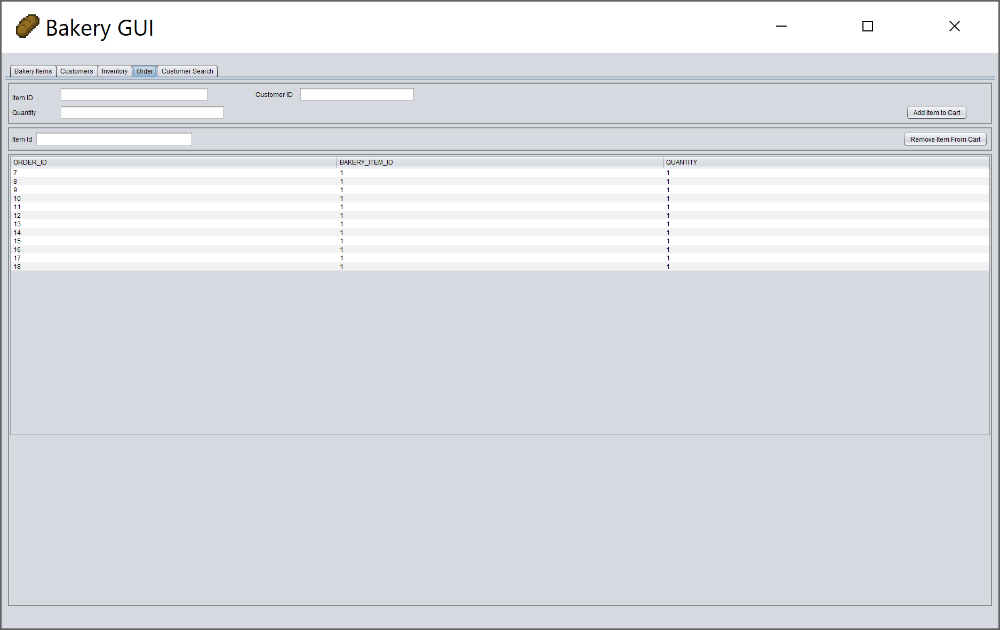 Bakery GUI
Bakery Items Customers Inventory Order Customer Search
Item ID Customer ID
Quantity Add Item to Cart
Item Id Remove Item From Cart
ORDER_ID BAKERY_ITEM_ID QUANTITY
7 1 1
8 1 1
9 1 1
10 1 1
11 1 1
12 1 1
13 1 1
14 1 1
15 1 1
16 1 1
17 1 1
18 1 1